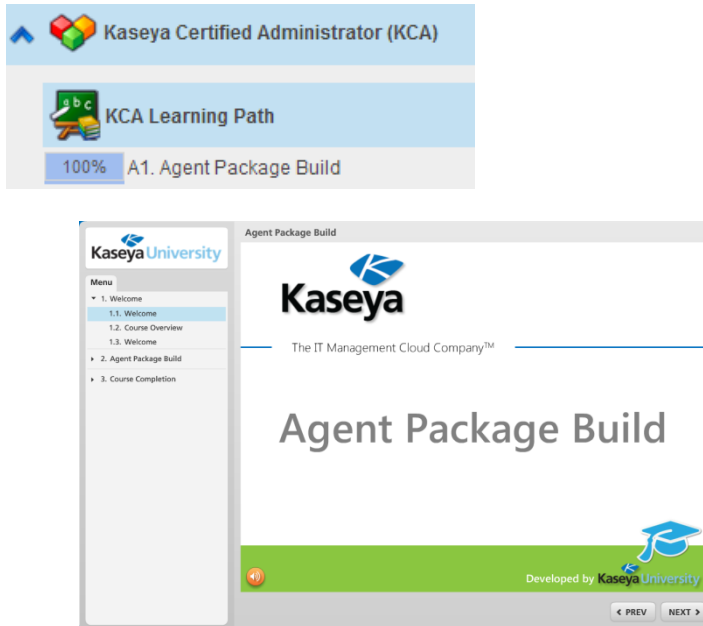 Kaseya Certified Administrator (KCA)
abc
KCA Learning Path
100% A1. Agent Package Build
Kaseya University
Agent Package Build
Menu
1. Welcome
1.1. Welcome
1.2. Course Overview
1.3. Welcome
2. Agent Package Build
3. Course Completion
Kaseya
The IT Management Cloud Company™
Agent Package Build
Developed by Kaseya University
PREV NEXT